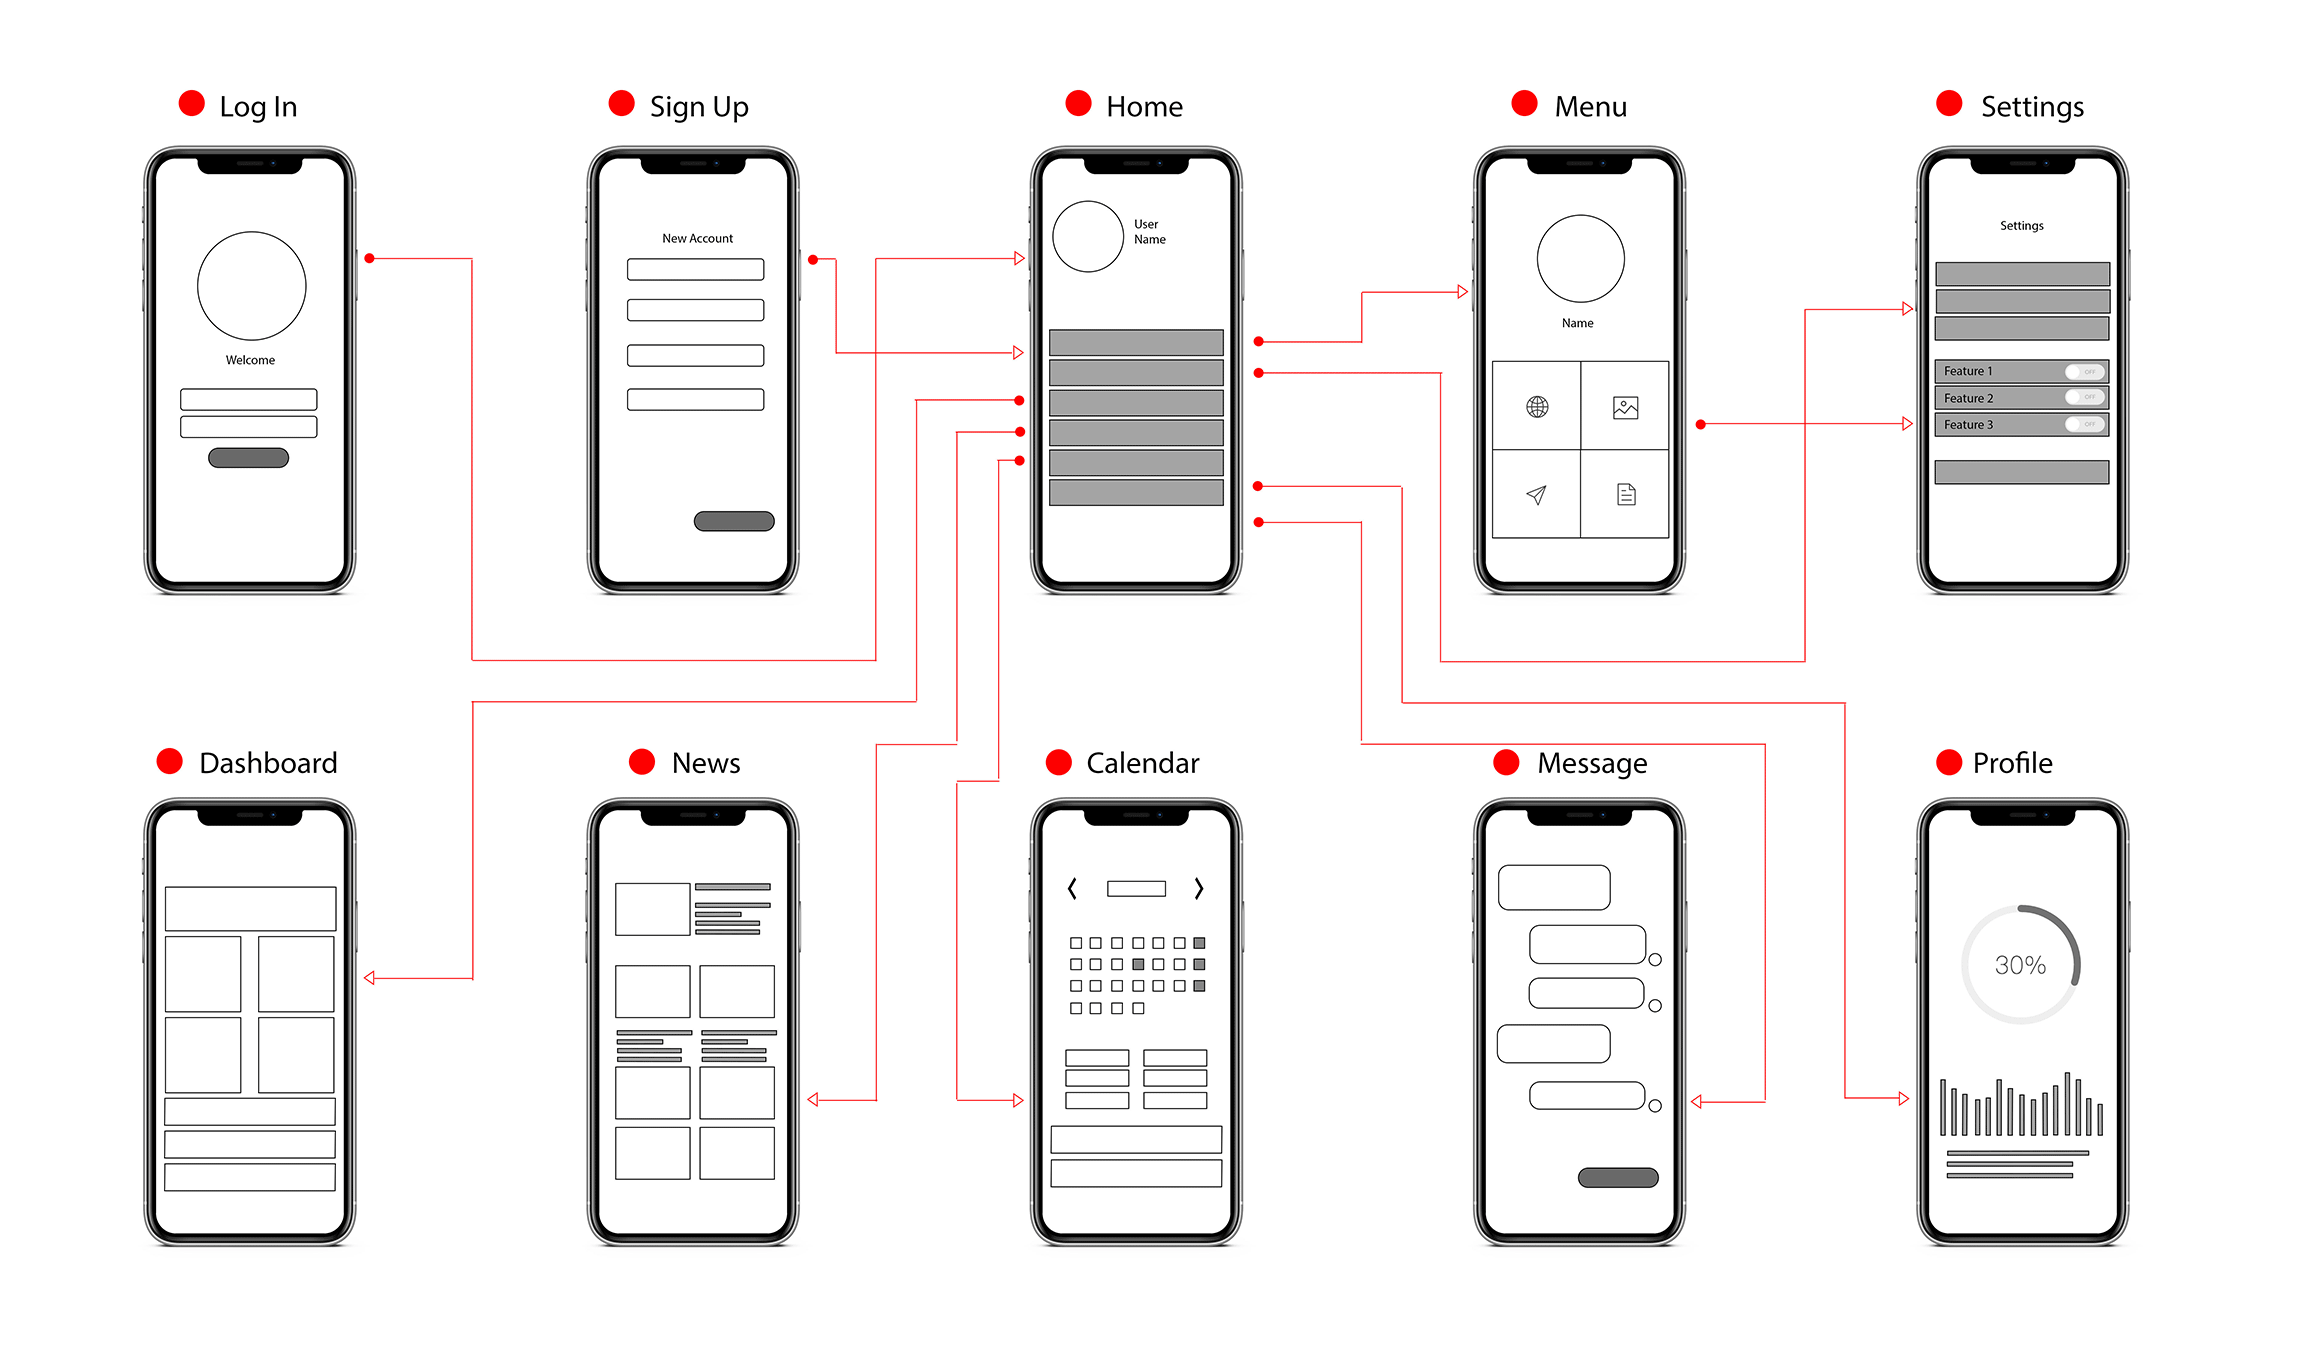 Log In
Sign Up
Home
Menu
Settings
Welcome
New Account
User
Name
Name
Settings
Feature 1
OFF
Feature 2
OFF
Feature 3
OFF
Dashboard
News
Calendar
Message
Profile
30%